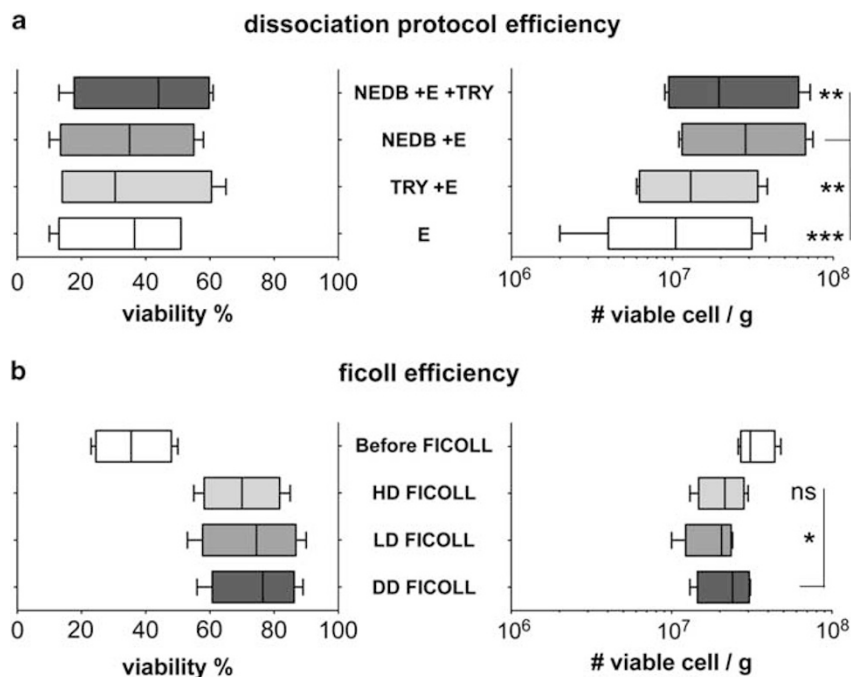 a
dissociation protocol efficiency
NEDB +E +TRY
**
NEDB +E
TRY +E
**
E
***
0 20 40 60 80 100
10⁶ 10⁷ 10⁸
viability %
# viable cell / g
b
ficoll efficiency
Before FICOLL
HD FICOLL
ns
LD FICOLL
*
DD FICOLL
0 20 40 60 80 100
10⁶ 10⁷ 10⁸
viability %
# viable cell / g